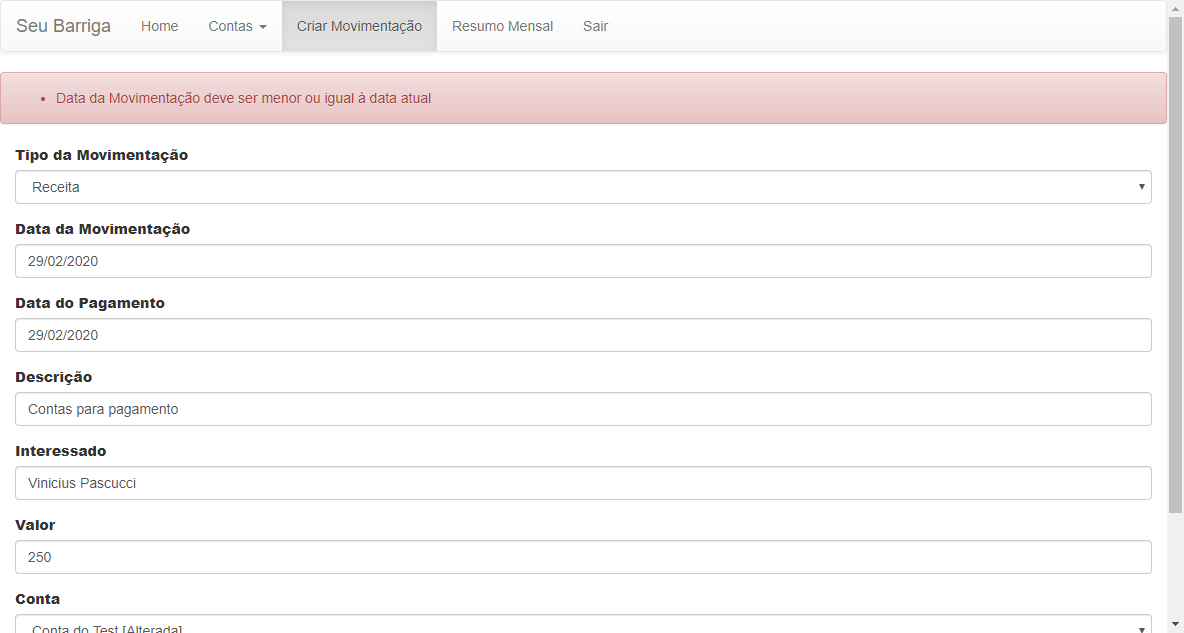 Seu Barriga Home Contas Criar Movimentação Resumo Mensal Sair
Data da Movimentação deve ser menor ou igual à data atual
Tipo da Movimentação
Receita
Data da Movimentação
29/02/2020
Data do Pagamento
29/02/2020
Descrição
Contas para pagamento
Interessado
Vinicius Pascucci
Valor
250
Conta
Conta do Test [Alterada]